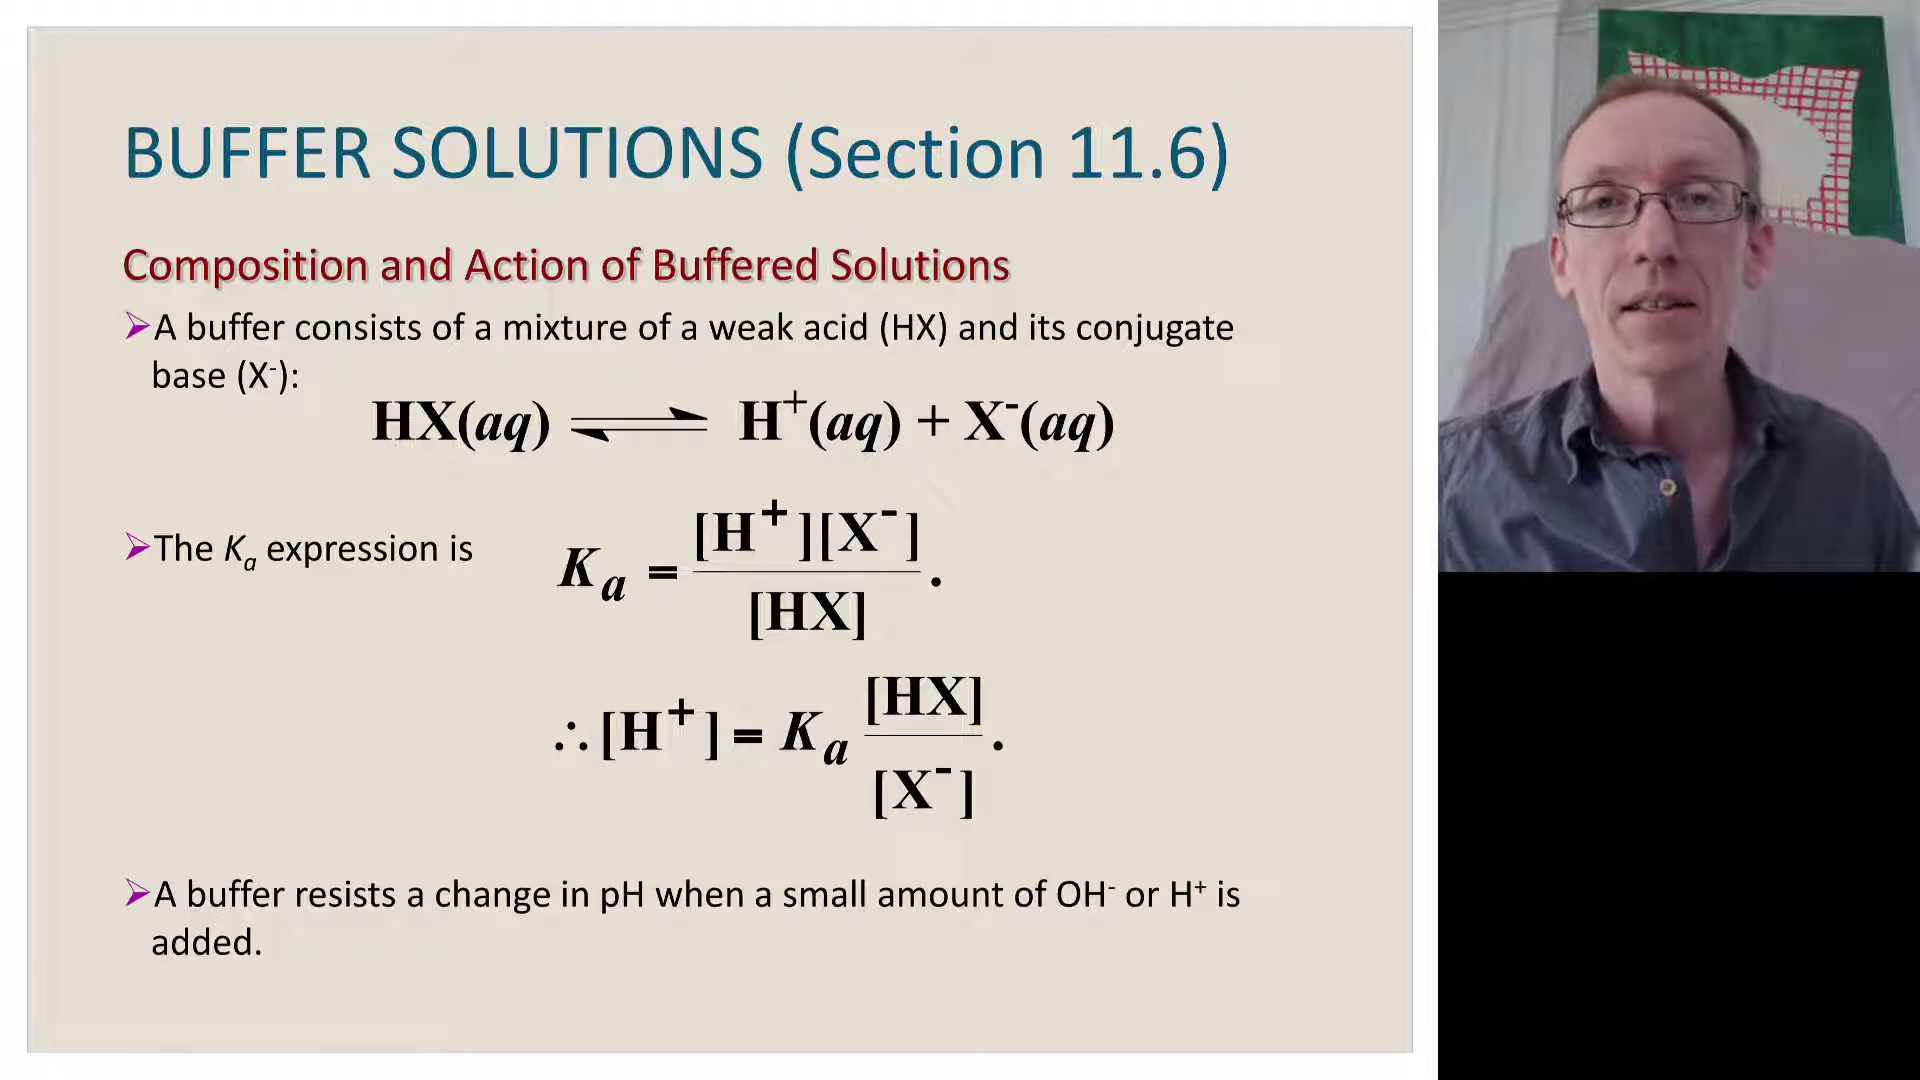 BUFFER SOLUTIONS (Section 11.6)
Composition and Action of Buffered Solutions
➢A buffer consists of a mixture of a weak acid (HX) and its conjugate
base (X⁻):
HX(aq) ⇌ H⁺(aq) + X⁻(aq)
➢The Kₐ expression is
Kₐ = [H⁺][X⁻] / [HX] .
∴ [H⁺] = Kₐ [HX] / [X⁻] .
➢A buffer resists a change in pH when a small amount of OH⁻ or H⁺ is
added.